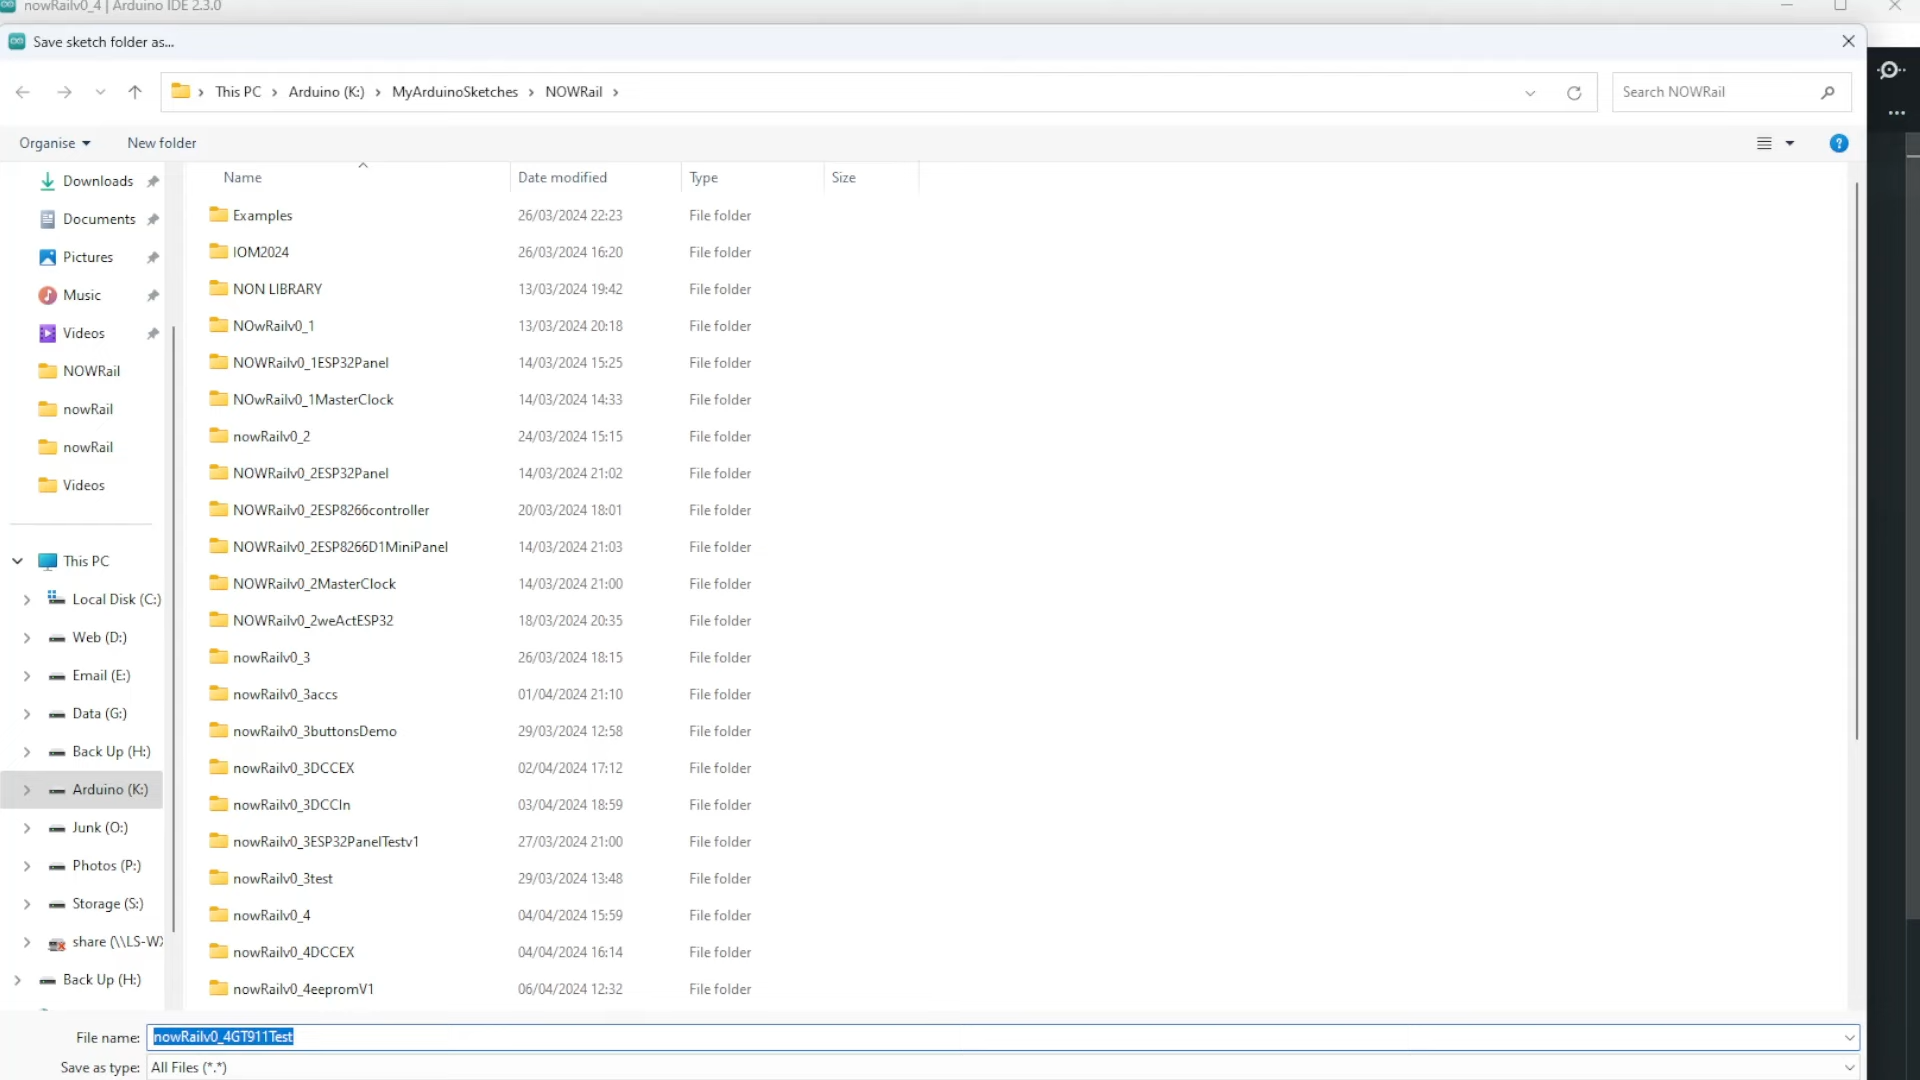 nowRailv0_4 | Arduino IDE 2.3.0
Save sketch folder as...
This PC > Arduino (K:) > MyArduinoSketches > NOWRail >
Search NOWRail
Organise New folder
?
Name Date modified Type Size
Downloads
Documents
Pictures
Music
Videos
NOWRail
nowRail
nowRail
Videos
This PC
Local Disk (C:)
Web (D:)
Email (E:)
Data (G:)
Back Up (H:)
Arduino (K:)
Junk (O:)
Photos (P:)
Storage (S:)
share (\\LS-WX
Back Up (H:)
Examples 26/03/2024 22:23 File folder
IOM2024 26/03/2024 16:20 File folder
NON LIBRARY 13/03/2024 19:42 File folder
NOwRailv0_1 13/03/2024 20:18 File folder
NOWRailv0_1ESP32Panel 14/03/2024 15:25 File folder
NOwRailv0_1MasterClock 14/03/2024 14:33 File folder
nowRailv0_2 24/03/2024 15:15 File folder
NOWRailv0_2ESP32Panel 14/03/2024 21:02 File folder
NOWRailv0_2ESP8266controller 20/03/2024 18:01 File folder
NOWRailv0_2ESP8266D1MiniPanel 14/03/2024 21:03 File folder
NOWRailv0_2MasterClock 14/03/2024 21:00 File folder
NOWRailv0_2weActESP32 18/03/2024 20:35 File folder
nowRailv0_3 26/03/2024 18:15 File folder
nowRailv0_3accs 01/04/2024 21:10 File folder
nowRailv0_3buttonsDemo 29/03/2024 12:58 File folder
nowRailv0_3DCCEX 02/04/2024 17:12 File folder
nowRailv0_3DCCIn 03/04/2024 18:59 File folder
nowRailv0_3ESP32PanelTestv1 27/03/2024 21:00 File folder
nowRailv0_3test 29/03/2024 13:48 File folder
nowRailv0_4 04/04/2024 15:59 File folder
nowRailv0_4DCCEX 04/04/2024 16:14 File folder
nowRailv0_4eepromV1 06/04/2024 12:32 File folder
File name: nowRailv0_4GT911Test
Save as type: All Files (*.*)